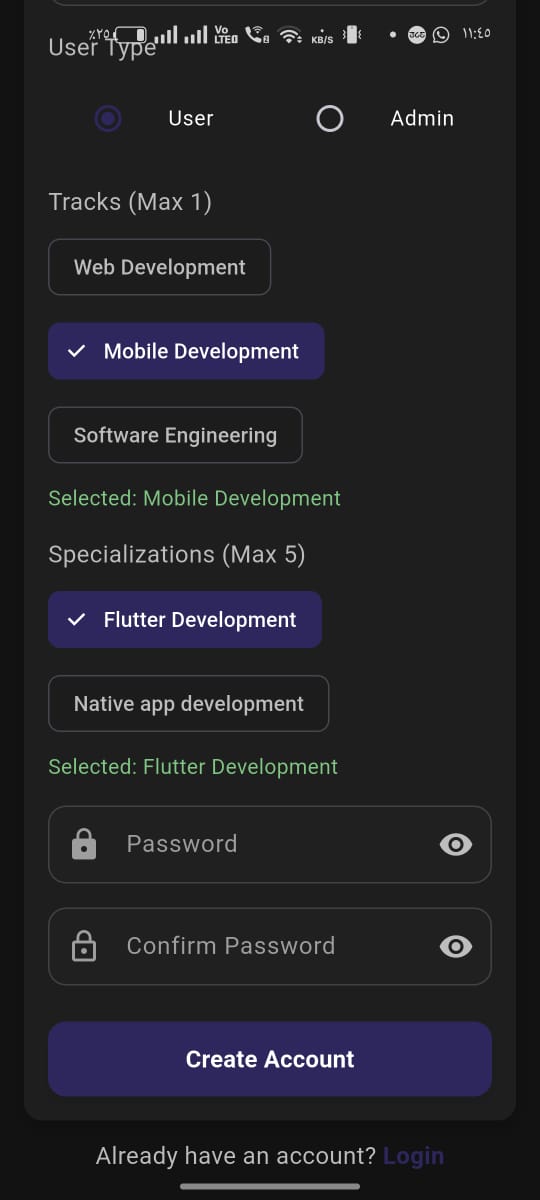 ٪٢٥
Vo
LTE
KB/S
١١:٤٥
User Type
User
Admin
Tracks (Max 1)
Web Development
Mobile Development
Software Engineering
Selected: Mobile Development
Specializations (Max 5)
Flutter Development
Native app development
Selected: Flutter Development
Password
Confirm Password
Create Account
Already have an account? Login